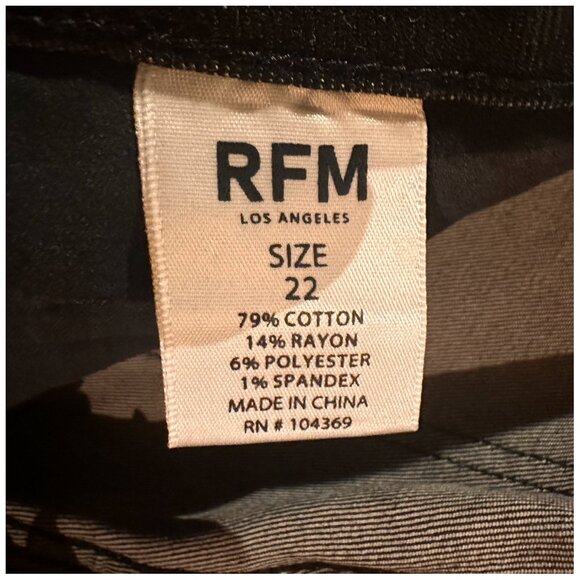 RFM
LOS ANGELES
SIZE
22
79% COTTON
14% RAYON
6% POLYESTER
1% SPANDEX
MADE IN CHINA
RN # 104369